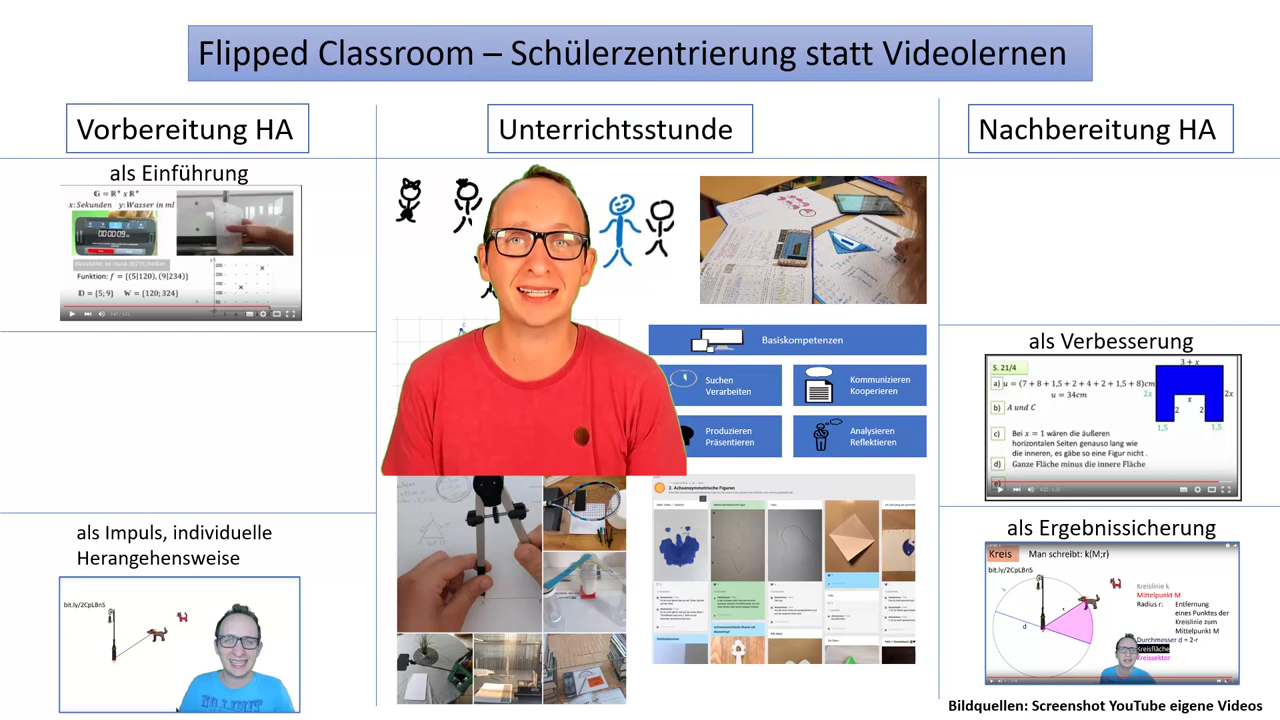 Flipped Classroom – Schülerzentrierung statt Videolernen
Vorbereitung HA
Unterrichtsstunde
Nachbereitung HA
als Einführung
𝔾 = ℝ⁺ x ℝ⁺
x: Sekunden y: Wasser in ml
Funktion: f = {(5|120), (9|234)}
𝔻 = {5; 9} 𝕎 = {120; 324}
als Impuls, individuelle
Herangehensweise
bit.ly/2CpLBnS
Basiskompetenzen
Suchen
Verarbeiten
Kommunizieren
Kooperieren
Produzieren
Präsentieren
Analysieren
Reflektieren
2. Achsensymmetrische Figuren
als Verbesserung
S. 21/4
3 + x
a) u = (7 + 8 + 1,5 + 2 + 4 + 2 + 1,5 + 8)cm
u = 34cm
2x
2x
x
2
2
1,5
1,5
b) A und C
c) Bei x = 1 wären die äußeren
horizontalen Seiten genauso lang wie
die inneren, es gäbe so eine Figur nicht.
d) Ganze Fläche minus die innere Fläche
e)
als Ergebnissicherung
Kreis Man schreibt: k(M;r)
bit.ly/2CpLBnS
Kreislinie k
Mittelpunkt M
Radius r: Entfernung
eines Punktes der
Kreislinie zum
Mittelpunkt M
d
Durchmesser d = 2·r
Kreisfläche
Kreissektor
Bildquellen: Screenshot YouTube eigene Videos